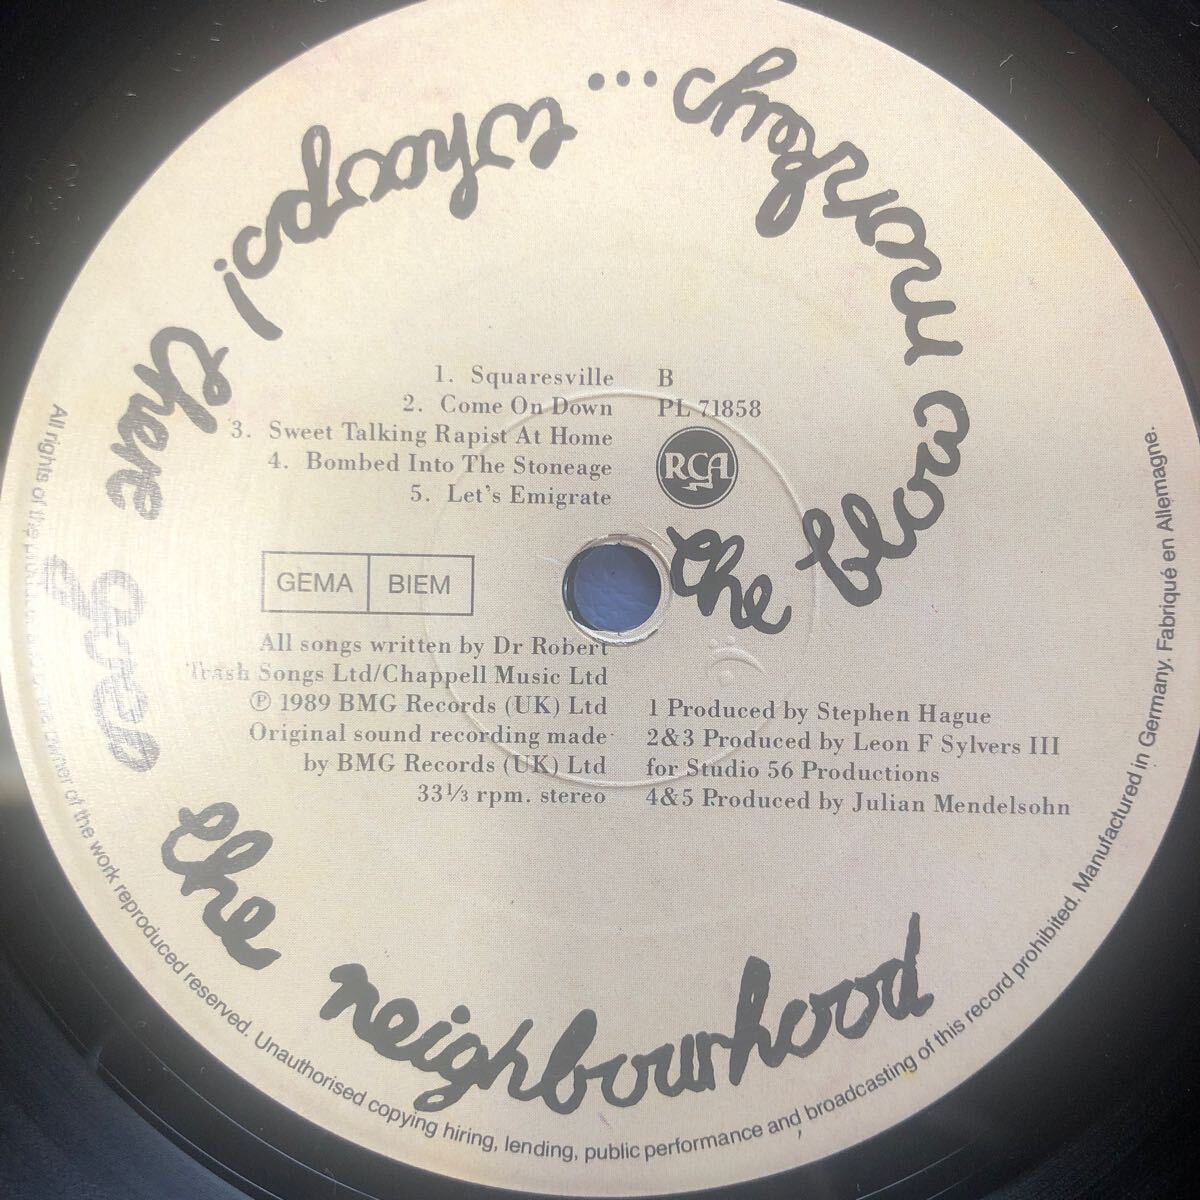 the blow monkeys...
whoops! there goes the neighbourhood
1. Squaresville
2. Come On Down
3. Sweet Talking Rapist At Home
4. Bombed Into The Stoneage
5. Let's Emigrate
B
PL 71858
RCA
GEMA BIEM
All songs written by Dr Robert
Trash Songs Ltd/Chappell Music Ltd
Ⓟ 1989 BMG Records (UK) Ltd
Original sound recording made
by BMG Records (UK) Ltd
33⅓ rpm. stereo
1 Produced by Stephen Hague
2&3 Produced by Leon F Sylvers III
for Studio 56 Productions
4&5 Produced by Julian Mendelsohn
All rights of the owner of the work reproduced reserved. Unauthorised copying hiring, lending, public performance and broadcasting of this record prohibited. Manufactured in Germany. Fabriqué en Allemagne.